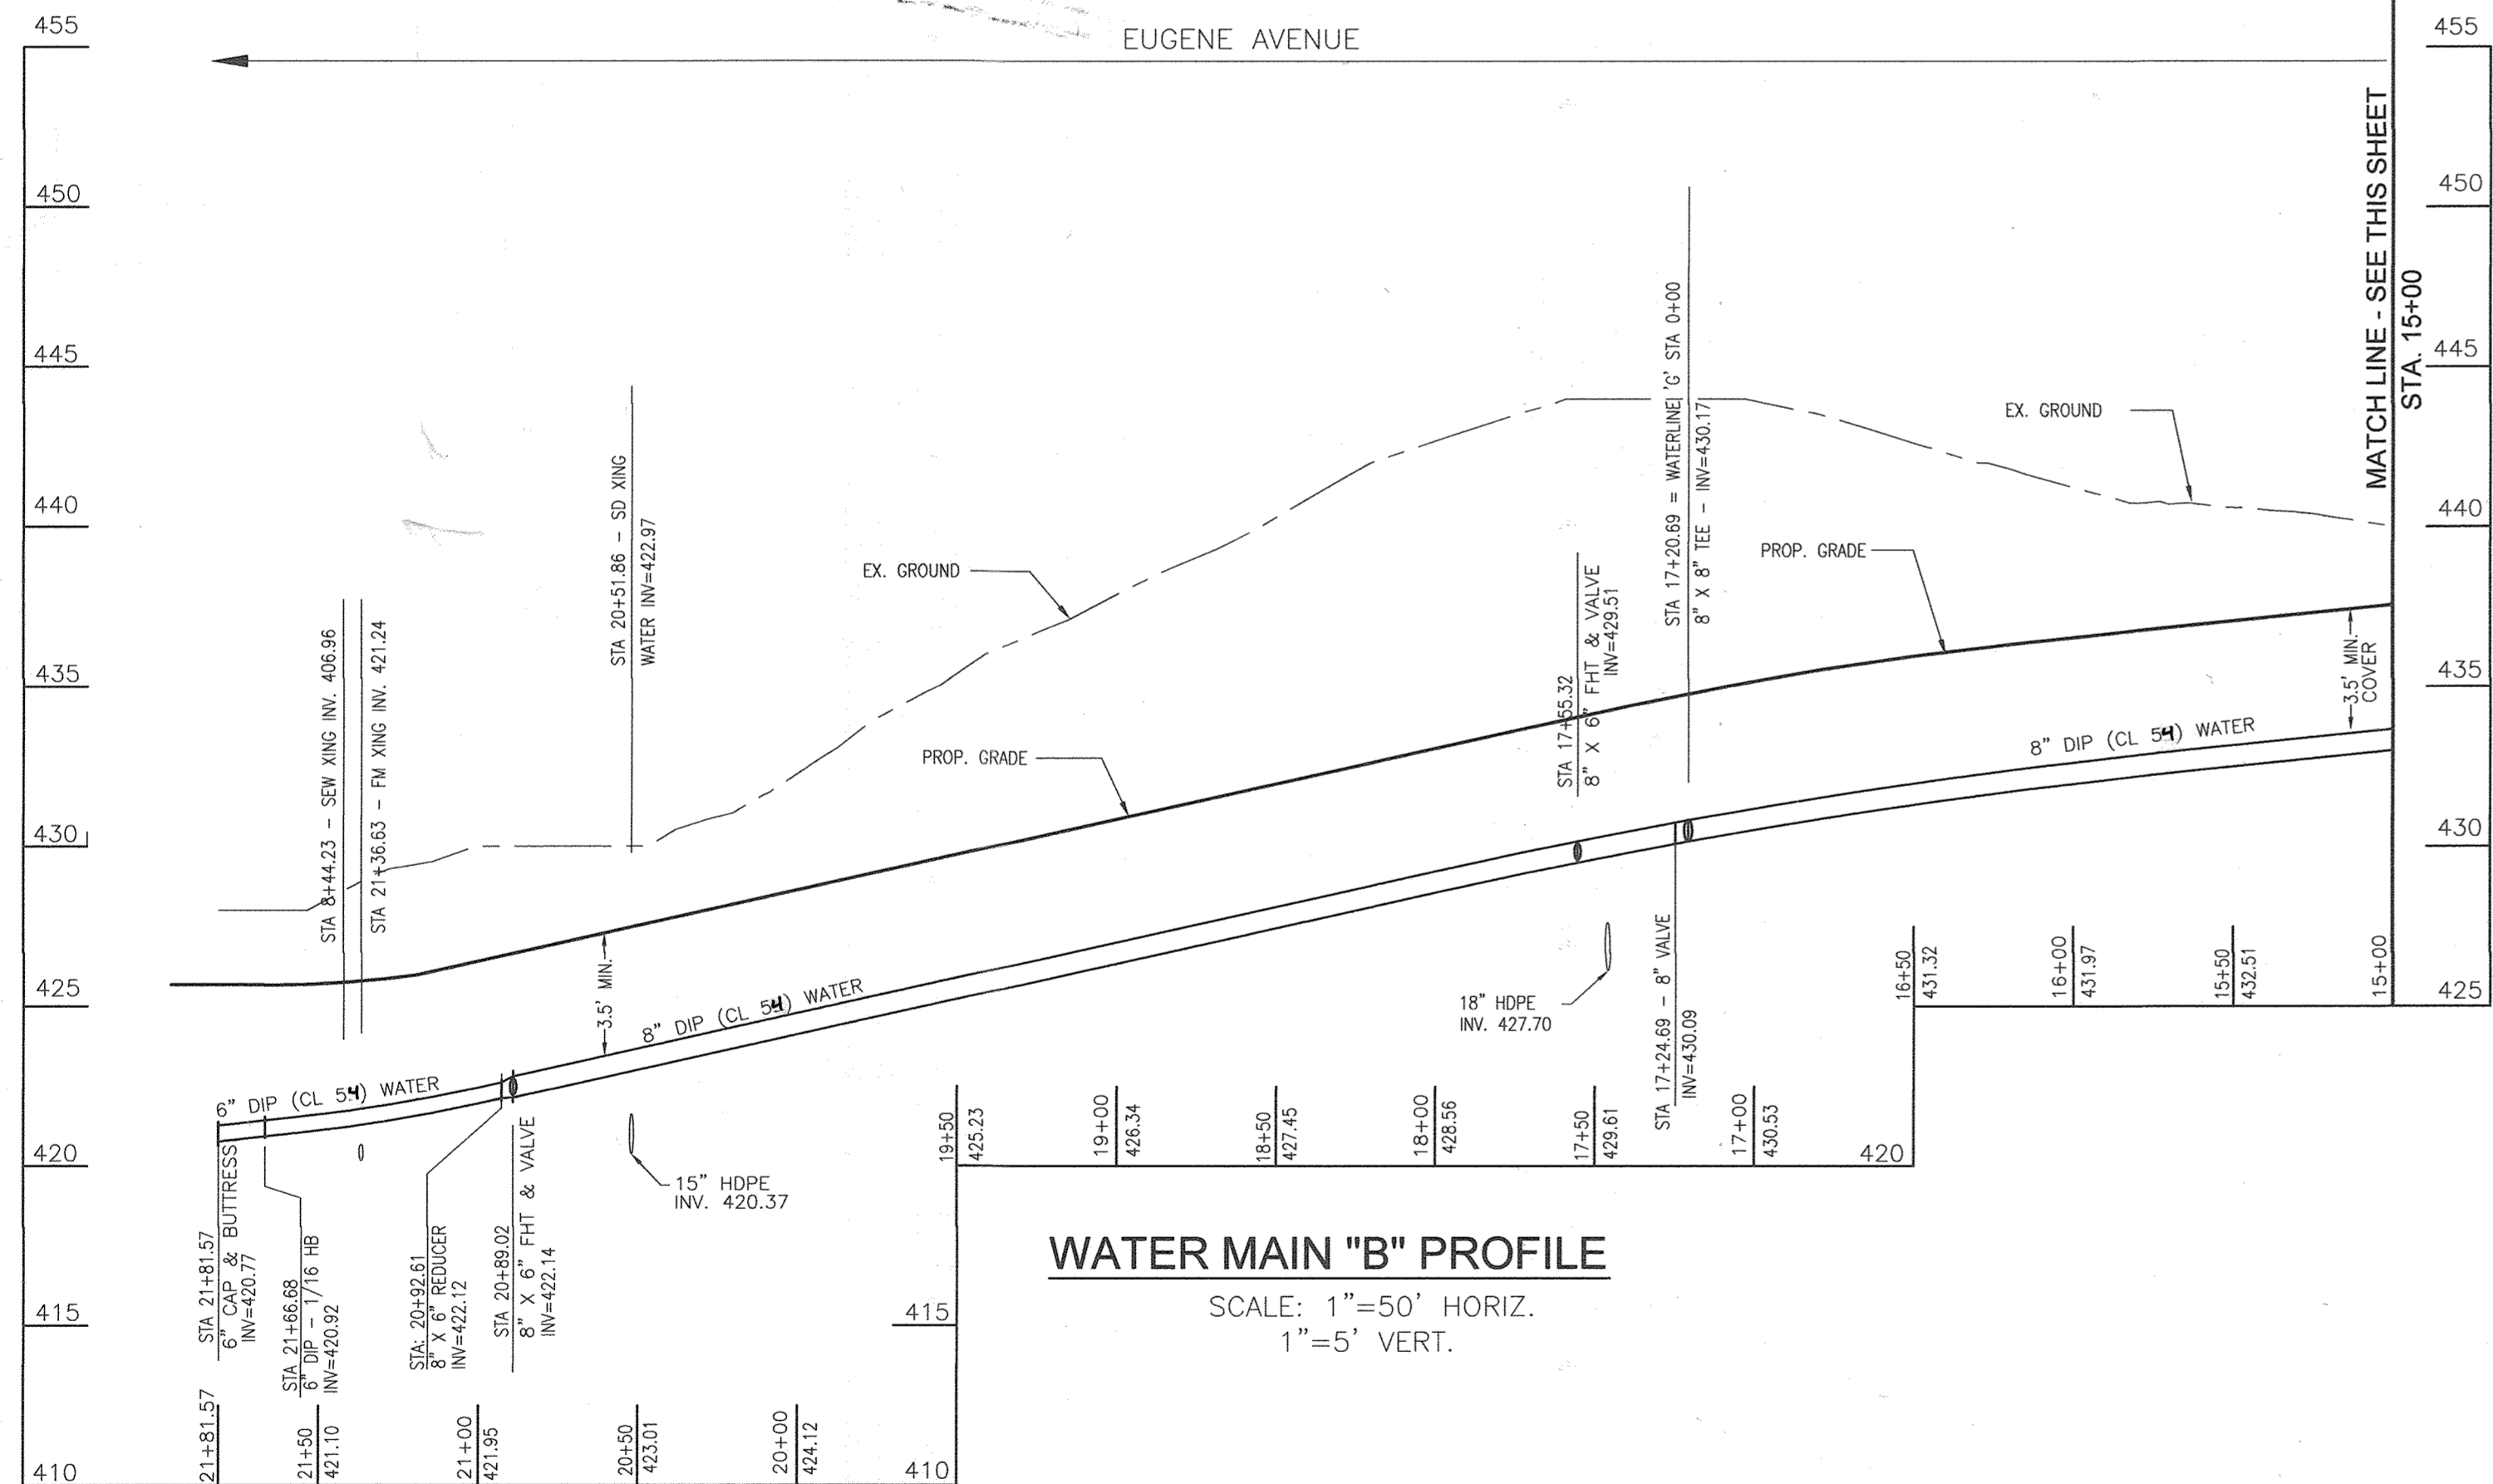 EUGENE AVENUE
455
450
445
440
435
430
425
420
415
410
455
450
445
440
435
430
425
MATCH LINE - SEE THIS SHEET
STA. 15+00
STA 8+44.23 - SEW XING INV. 406.96
STA 21+36.63 - FM XING INV. 421.24
STA 20+51.86 - SD XING
WATER INV=422.97
EX. GROUND
PROP. GRADE
STA 17+55.32
8" X 6" FHT & VALVE
INV=429.51
STA 17+20.69 = WATERLINE 'G' STA 0+00
8" X 8" TEE - INV=430.17
PROP. GRADE
EX. GROUND
3.5' MIN.
COVER
8" DIP (CL 54) WATER
3.5' MIN.
8" DIP (CL 54) WATER
6" DIP (CL 54) WATER
15" HDPE
INV. 420.37
18" HDPE
INV. 427.70
STA 17+24.69 - 8" VALVE
INV=430.09
STA 21+81.57
6" CAP & BUTTRESS
INV=420.77
STA 21+66.68
6" DIP - 1/16 HB
INV=420.92
STA: 20+92.61
8" X 6" REDUCER
INV=422.12
STA 20+89.02
8" X 6" FHT & VALVE
INV=422.14
21+81.57
21+50
421.10
21+00
421.95
20+50
423.01
20+00
424.12
410
415
19+50
425.23
19+00
426.34
18+50
427.45
18+00
428.56
17+50
429.61
17+00
430.53
420
16+50
431.32
16+00
431.97
15+50
432.51
15+00
WATER MAIN "B" PROFILE
SCALE: 1"=50' HORIZ.
1"=5' VERT.